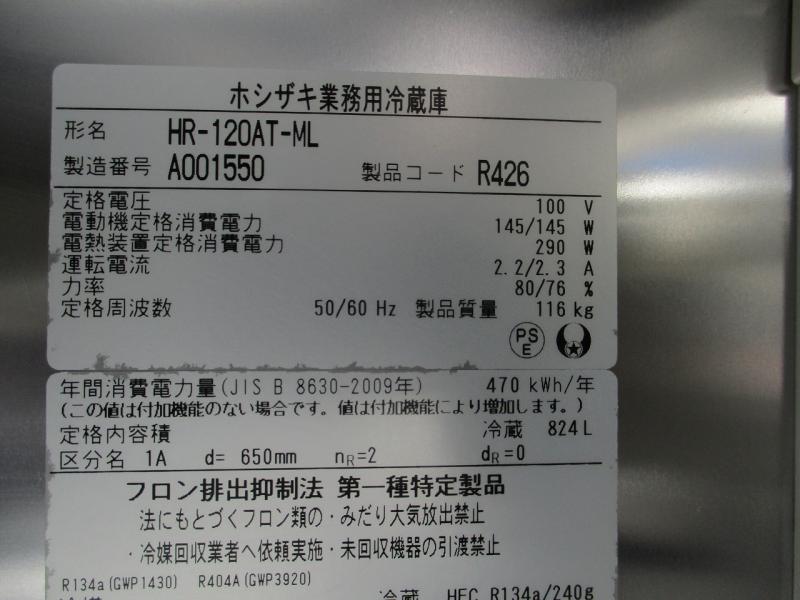 ホシザキ業務用冷蔵庫
形名 HR-120AT-ML
製造番号 A001550 製品コード R426
定格電圧 100 V
電動機定格消費電力 145/145 W
電熱装置定格消費電力 290 W
運転電流 2.2/2.3 A
力率 80/76 %
定格周波数 50/60 Hz 製品質量 116 kg
PS
E
年間消費電力量(JIS B 8630-2009年) 470 kWh/年
(この値は付加機能のない場合です。値は付加機能により増加します。)
定格内容積 冷蔵 824L
区分名 1A d= 650mm nR=2 dR=0
フロン排出抑制法 第一種特定製品
法にもとづくフロン類の・みだり大気放出禁止
・冷媒回収業者へ依頼実施・未回収機器の引渡禁止
R134a(GWP1430) R404A(GWP3920)
冷蔵 HFC R134a/240g